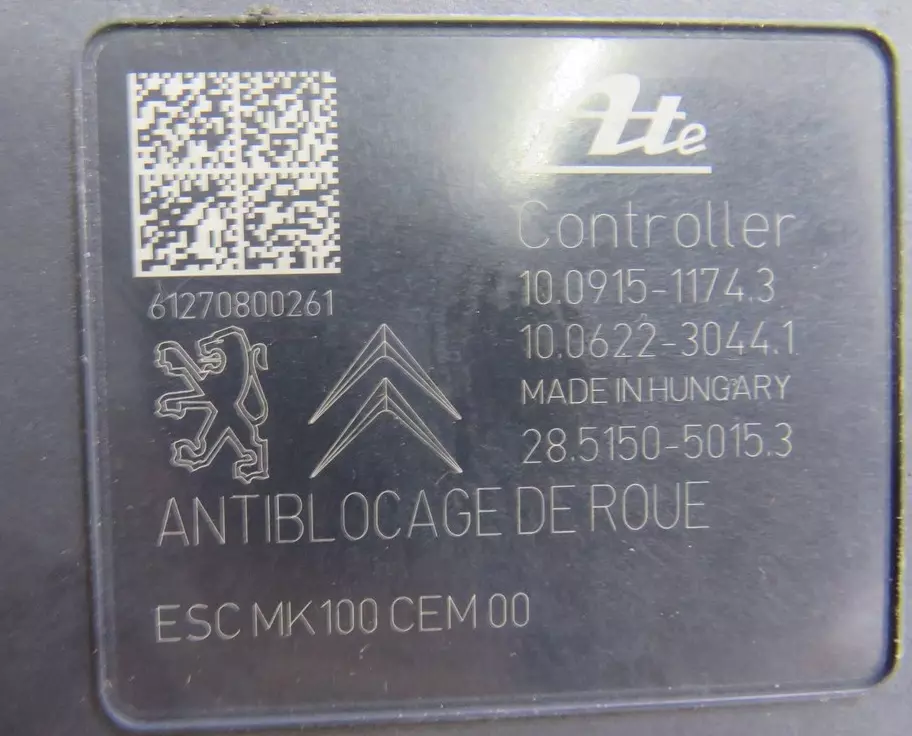 Ate
Controller
10.0915-1174.3
10.0622-3044.1
MADE IN HUNGARY
28.5150-5015.3
61270800261
ANTIBLOCAGE DE ROUE
ESC MK100 CEM 00